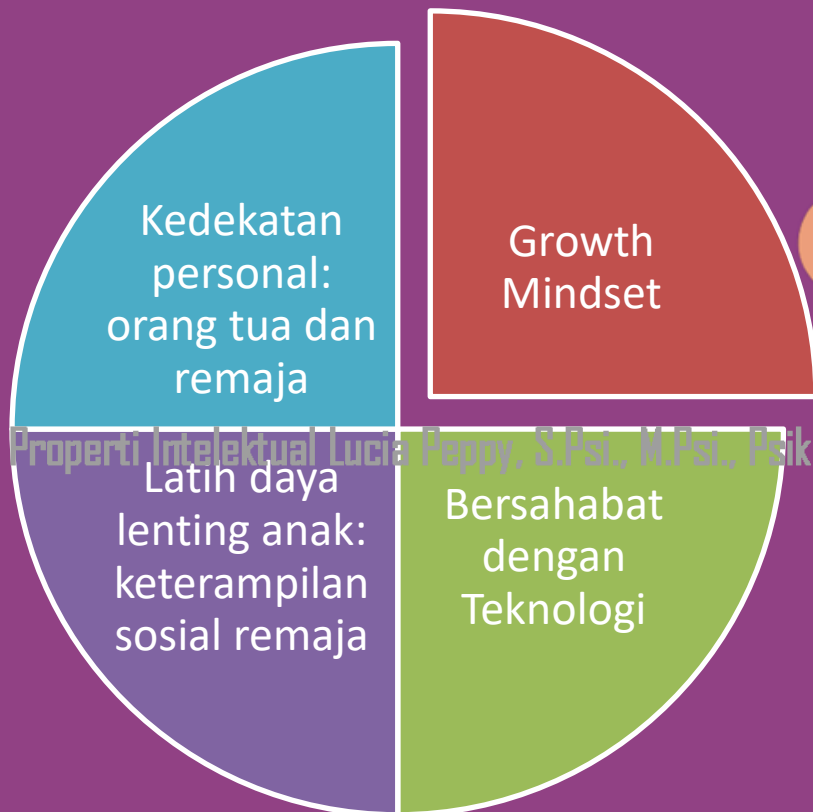 Kedekatan
personal:
orang tua dan
remaja
Growth
Mindset
Properti Intelektual Lucia Peppy, S.Psi., M.Psi., Psik
Latih daya
lenting anak:
keterampilan
sosial remaja
Bersahabat
dengan
Teknologi